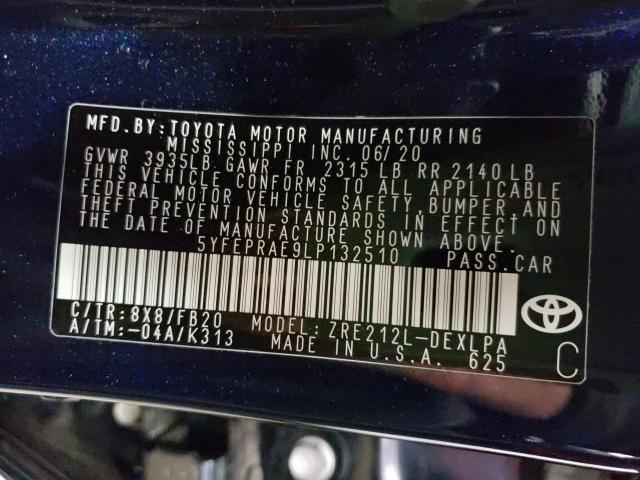 MFD.BY:TOYOTA MOTOR MANUFACTURING
MISSISSIPPI INC. 06/20
GVWR 3935LB GAWR FR 2315 LB RR 2140 LB
THIS VEHICLE CONFORMS TO ALL APPLICABLE
FEDERAL MOTOR VEHICLE SAFETY, BUMPER, AND
THEFT PREVENTION STANDARDS IN EFFECT ON
THE DATE OF MANUFACTURE SHOWN ABOVE.
5YFEPRAE9LP132510 PASS.CAR
C/TR:8X8/FB20 MODEL:ZRE212L-DEXLPA
A/TM:-04A/K313 MADE IN U.S.A. 625
C